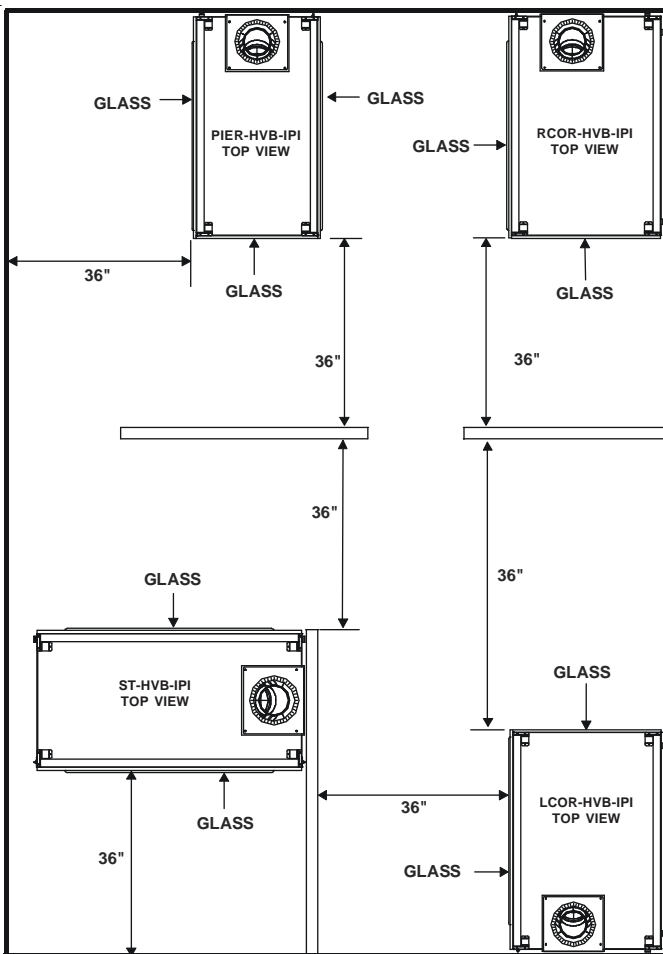 GLASS
PIER-HVB-IPI
TOP VIEW
GLASS
GLASS
RCOR-HVB-IPI
TOP VIEW
GLASS
36"
GLASS
GLASS
36"
36"
36"
36"
GLASS
ST-HVB-IPI
TOP VIEW
GLASS
36"
GLASS
36"
LCOR-HVB-IPI
TOP VIEW
GLASS